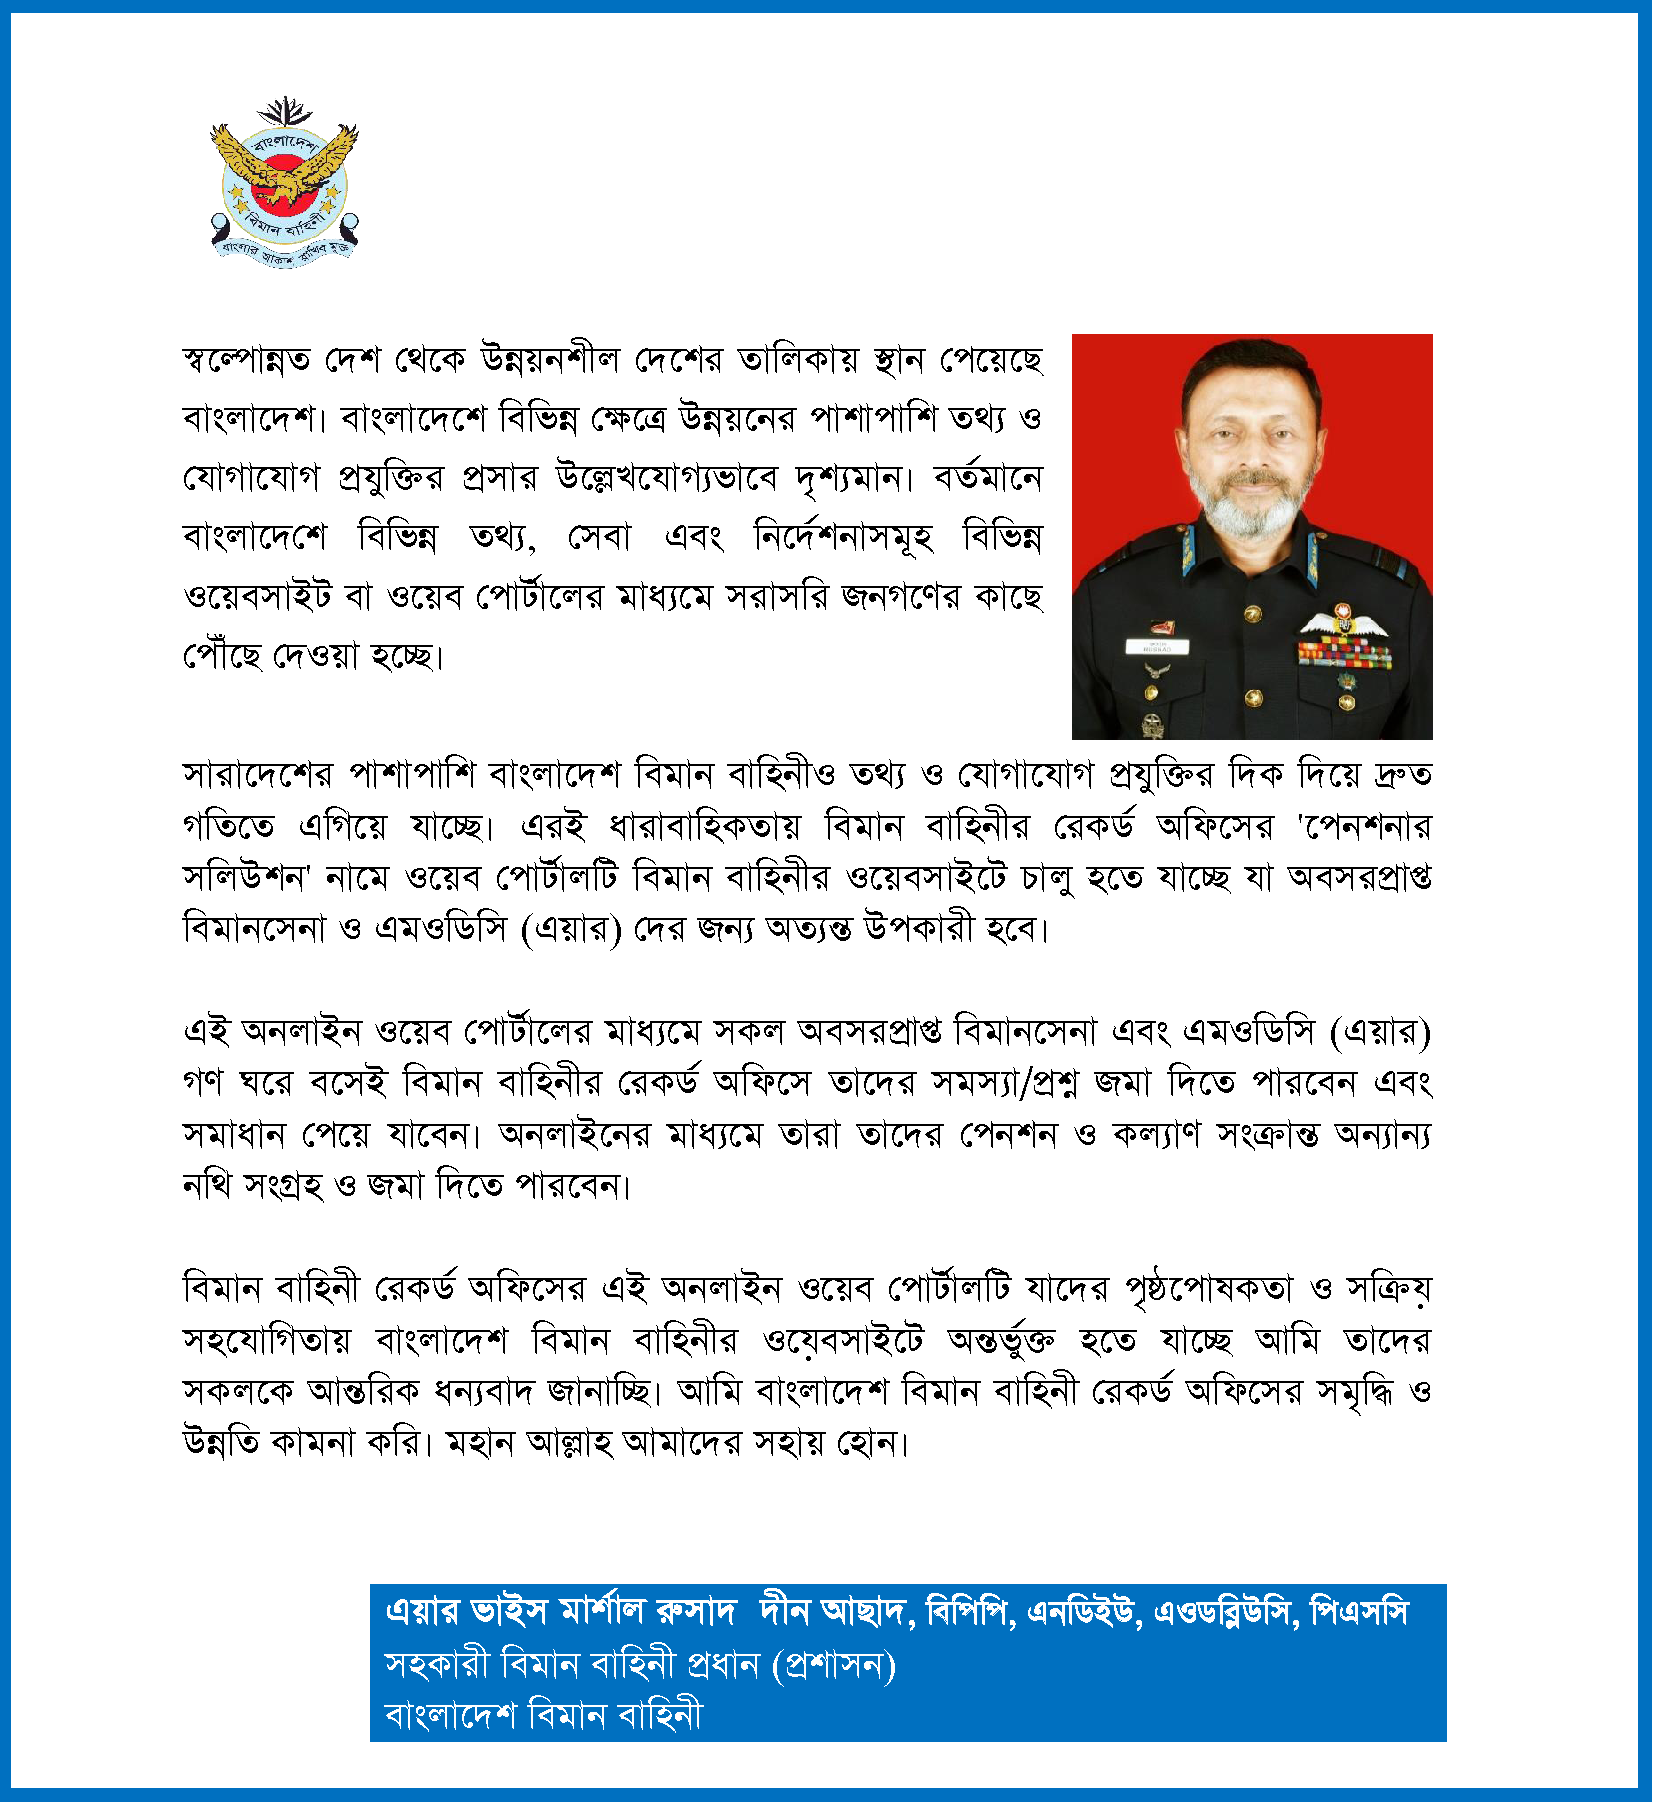 বাংলাদেশ
বিমান বাহিনী
বাংলার আকাশ রাখিব মুক্ত
স্বল্পোন্নত দেশ থেকে উন্নয়নশীল দেশের তালিকায় স্থান পেয়েছে
বাংলাদেশ। বাংলাদেশে বিভিন্ন ক্ষেত্রে উন্নয়নের পাশাপাশি তথ্য ও
যোগাযোগ প্রযুক্তির প্রসার উল্লেখযোগ্যভাবে দৃশ্যমান। বর্তমানে
বাংলাদেশে বিভিন্ন তথ্য, সেবা এবং নির্দেশনাসমূহ বিভিন্ন
ওয়েবসাইট বা ওয়েব পোর্টালের মাধ্যমে সরাসরি জনগণের কাছে
পৌঁছে দেওয়া হচ্ছে।
সারাদেশের পাশাপাশি বাংলাদেশ বিমান বাহিনীও তথ্য ও যোগাযোগ প্রযুক্তির দিক দিয়ে দ্রুত
গতিতে এগিয়ে যাচ্ছে। এরই ধারাবাহিকতায় বিমান বাহিনীর রেকর্ড অফিসের 'পেনশনার
সলিউশন' নামে ওয়েব পোর্টালটি বিমান বাহিনীর ওয়েবসাইটে চালু হতে যাচ্ছে যা অবসরপ্রাপ্ত
বিমানসেনা ও এমওডিসি (এয়ার) দের জন্য অত্যন্ত উপকারী হবে।
এই অনলাইন ওয়েব পোর্টালের মাধ্যমে সকল অবসরপ্রাপ্ত বিমানসেনা এবং এমওডিসি (এয়ার)
গণ ঘরে বসেই বিমান বাহিনীর রেকর্ড অফিসে তাদের সমস্যা/প্রশ্ন জমা দিতে পারবেন এবং
সমাধান পেয়ে যাবেন। অনলাইনের মাধ্যমে তারা তাদের পেনশন ও কল্যাণ সংক্রান্ত অন্যান্য
নথি সংগ্রহ ও জমা দিতে পারবেন।
বিমান বাহিনী রেকর্ড অফিসের এই অনলাইন ওয়েব পোর্টালটি যাদের পৃষ্ঠপোষকতা ও সক্রিয়
সহযোগিতায় বাংলাদেশ বিমান বাহিনীর ওয়েবসাইটে অন্তর্ভুক্ত হতে যাচ্ছে আমি তাদের
সকলকে আন্তরিক ধন্যবাদ জানাচ্ছি। আমি বাংলাদেশ বিমান বাহিনী রেকর্ড অফিসের সমৃদ্ধি ও
উন্নতি কামনা করি। মহান আল্লাহ আমাদের সহায় হোন।
এয়ার ভাইস মার্শাল রুসাদ দীন আছাদ, বিপিপি, এনডিইউ, এওডব্লিউসি, পিএসসি
সহকারী বিমান বাহিনী প্রধান (প্রশাসন)
বাংলাদেশ বিমান বাহিনী